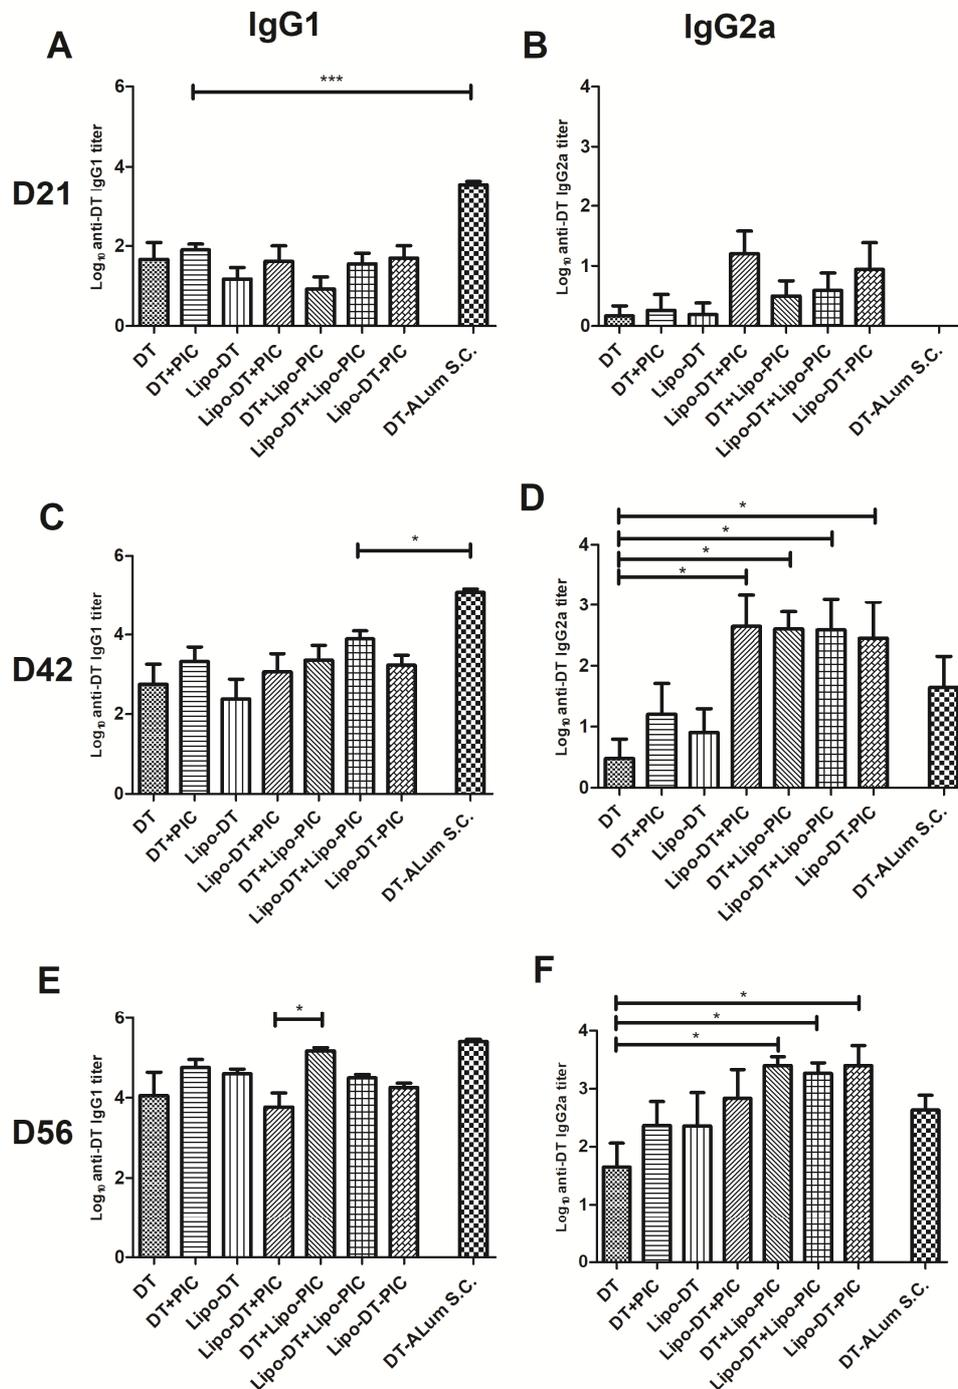 IgG1
IgG2a
A
B
D21
Log₁₀ anti-DT IgG1 titer
6
4
2
0
***
DT
DT+PIC
Lipo-DT
Lipo-DT+PIC
DT+Lipo-PIC
Lipo-DT+Lipo-PIC
Lipo-DT-PIC
DT-ALum S.C.
Log₁₀ anti-DT IgG2a titer
4
3
2
1
0
DT
DT+PIC
Lipo-DT
Lipo-DT+PIC
DT+Lipo-PIC
Lipo-DT+Lipo-PIC
Lipo-DT-PIC
DT-ALum S.C.
C
D
D42
Log₁₀ anti-DT IgG1 titer
6
4
2
0
*
DT
DT+PIC
Lipo-DT
Lipo-DT+PIC
DT+Lipo-PIC
Lipo-DT+Lipo-PIC
Lipo-DT-PIC
DT-ALum S.C.
Log₁₀ anti-DT IgG2a titer
4
3
2
1
0
*
*
*
*
DT
DT+PIC
Lipo-DT
Lipo-DT+PIC
DT+Lipo-PIC
Lipo-DT+Lipo-PIC
Lipo-DT-PIC
DT-ALum S.C.
E
F
D56
Log₁₀ anti-DT IgG1 titer
6
4
2
0
*
DT
DT+PIC
Lipo-DT
Lipo-DT+PIC
DT+Lipo-PIC
Lipo-DT+Lipo-PIC
Lipo-DT-PIC
DT-ALum S.C.
Log₁₀ anti-DT IgG2a titer
4
3
2
1
0
*
*
*
DT
DT+PIC
Lipo-DT
Lipo-DT+PIC
DT+Lipo-PIC
Lipo-DT+Lipo-PIC
Lipo-DT-PIC
DT-ALum S.C.